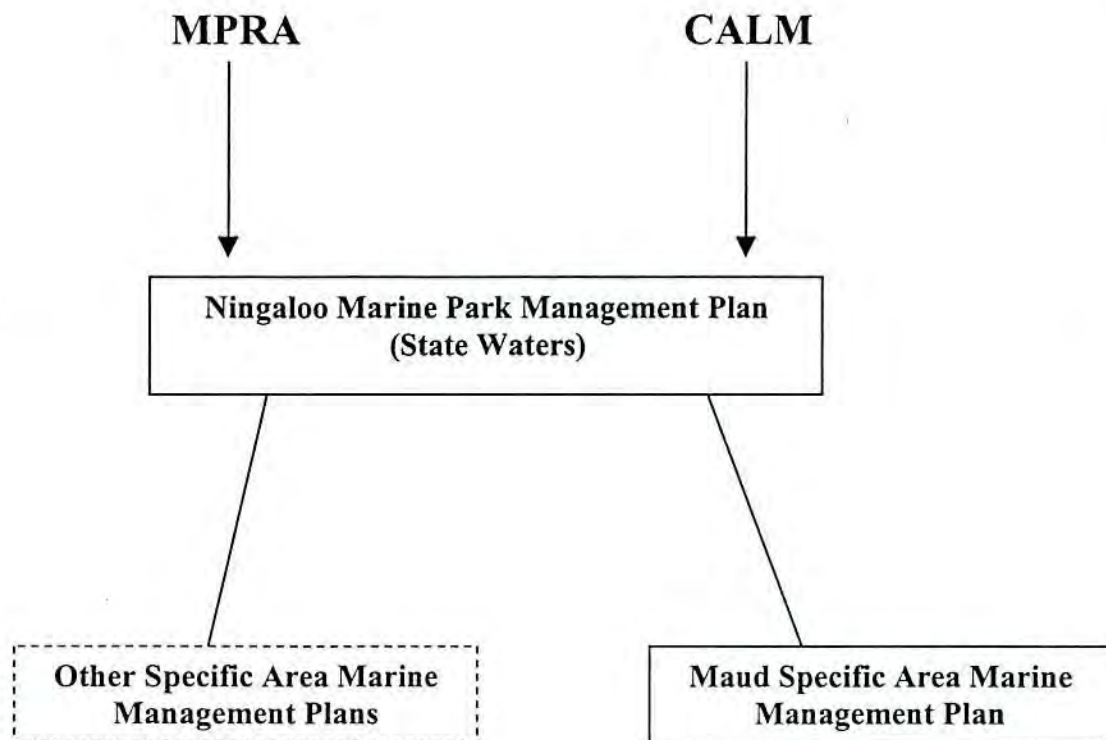 MPRA CALM
Ningaloo Marine Park Management Plan
(State Waters)
Other Specific Area Marine
Management Plans
Maud Specific Area Marine
Management Plan